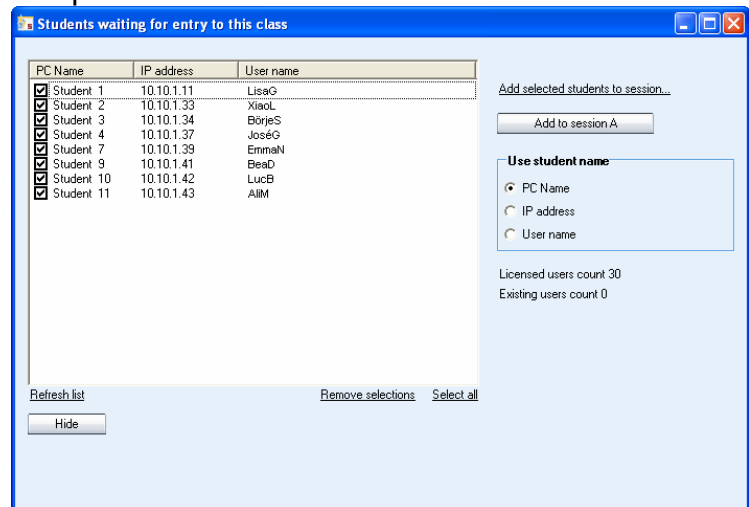 Students waiting for entry to this class
PC Name IP address User name
Student 1 10.10.1.11 LisaG
Student 2 10.10.1.33 XiaoL
Student 3 10.10.1.34 BörjeS
Student 4 10.10.1.37 JoséG
Student 7 10.10.1.39 EmmaN
Student 9 10.10.1.41 BeaD
Student 10 10.10.1.42 LucB
Student 11 10.10.1.43 AliM
Add selected students to session...
Add to session A
Use student name
PC Name
IP address
User name
Licensed users count 30
Existing users count 0
Refresh list Remove selections Select all
Hide